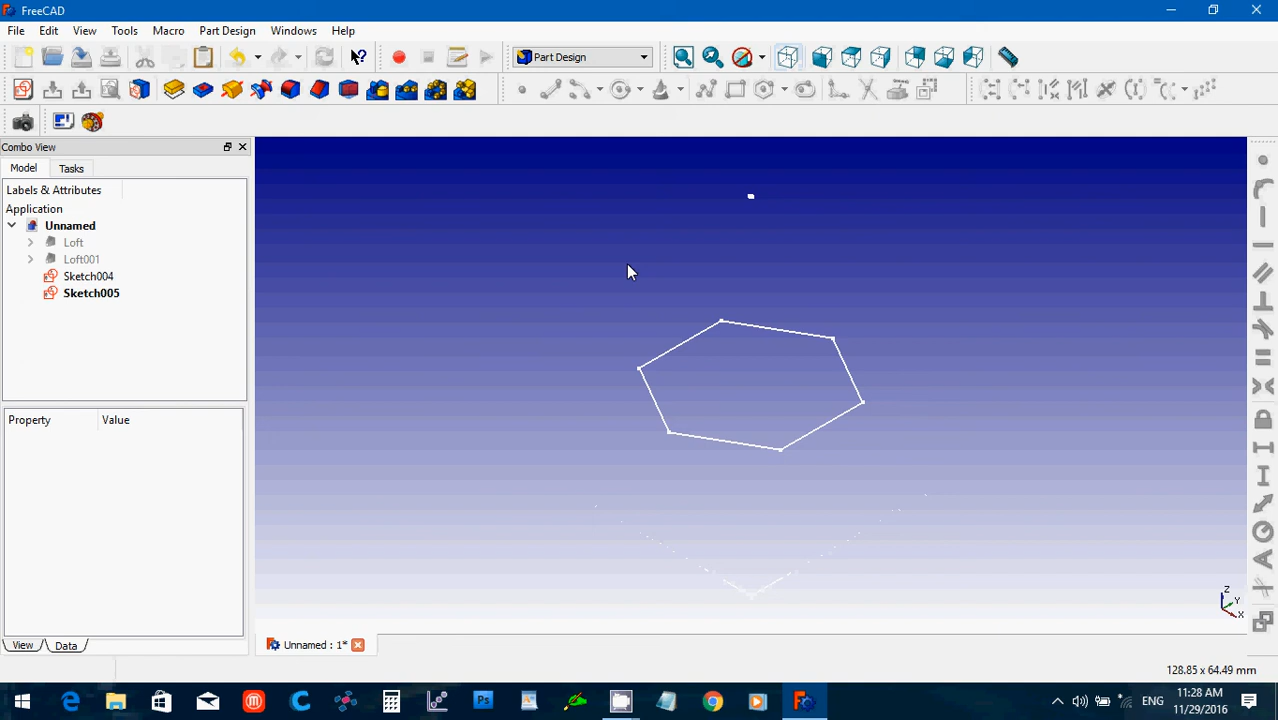 FreeCAD
File Edit View Tools Macro Part Design Windows Help
Part Design
Combo View
Model Tasks
Labels & Attributes
Application
Unnamed
Loft
Loft001
Sketch004
Sketch005
Property Value
View Data
Unnamed : 1*
Z
Y
X
128.85 x 64.49 mm
Ps
ENG
11:28 AM
11/29/2016